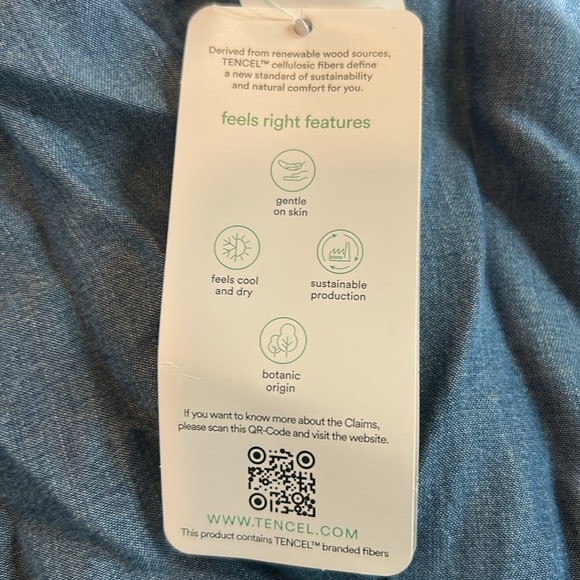 Derived from renewable wood sources,
TENCEL™ cellulosic fibers define
a new standard of sustainability
and natural comfort for you.
feels right features
gentle
on skin
feels cool
and dry
sustainable
production
botanic
origin
If you want to know more about the Claims,
please scan this QR-Code and visit the website.
WWW.TENCEL.COM
This product contains TENCEL™ branded fibers